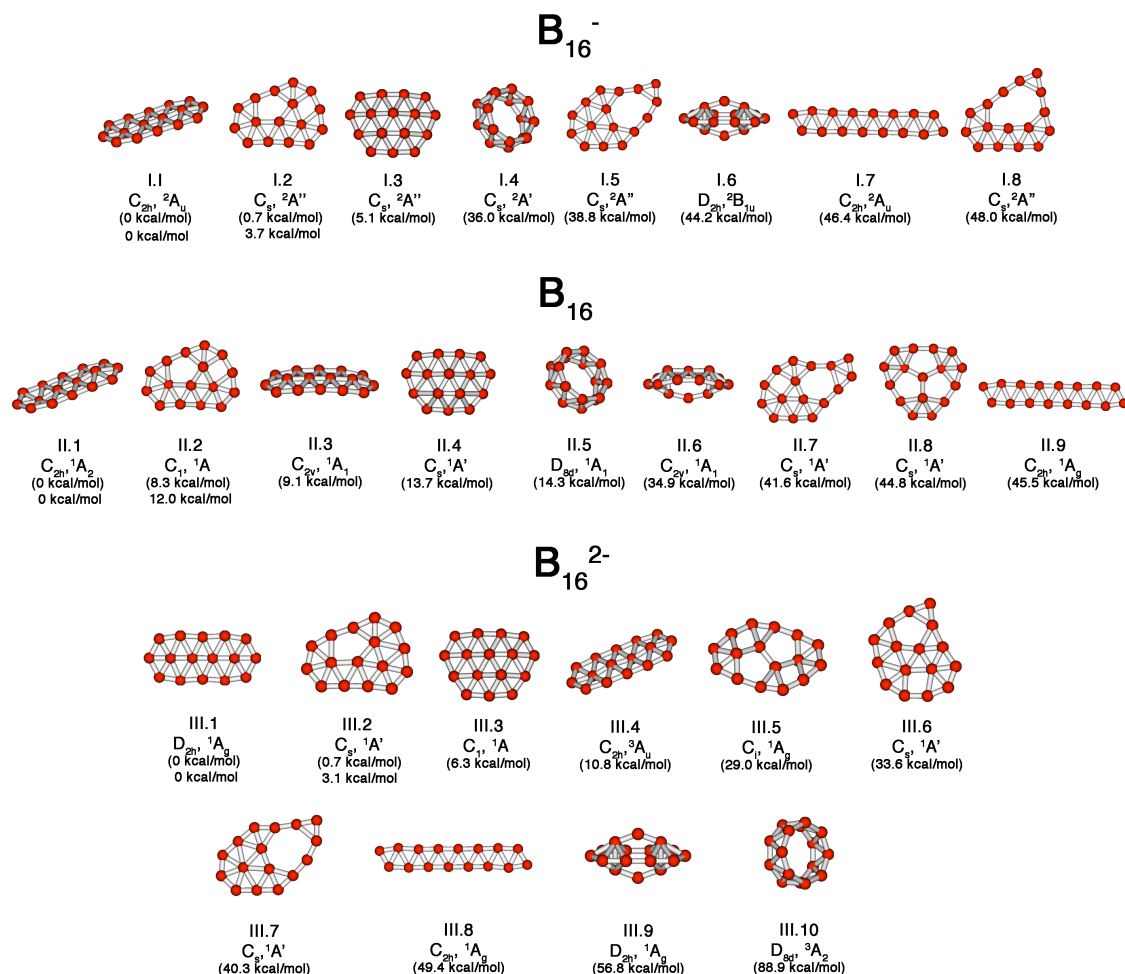 B16-
I.1 I.2 I.3 I.4 I.5 I.6 I.7 I.8
C2h, 2Au Cs, 2A'' Cs, 2A'' Cs, 2A' Cs, 2A" D2h, 2B1u C2h, 2Au Cs, 2A"
(0 kcal/mol) (0.7 kcal/mol) (5.1 kcal/mol) (36.0 kcal/mol) (38.8 kcal/mol) (44.2 kcal/mol) (46.4 kcal/mol) (48.0 kcal/mol)
0 kcal/mol 3.7 kcal/mol
B16
II.1 II.2 II.3 II.4 II.5 II.6 II.7 II.8 II.9
C2h, 1A2 C1, 1A C2v, 1A1 Cs, 1A' D8d, 1A1 C2v, 1A1 Cs, 1A' Cs, 1A' C2h, 1Ag
(0 kcal/mol) (8.3 kcal/mol) (9.1 kcal/mol) (13.7 kcal/mol) (14.3 kcal/mol) (34.9 kcal/mol) (41.6 kcal/mol) (44.8 kcal/mol) (45.5 kcal/mol)
0 kcal/mol 12.0 kcal/mol
B16 2-
III.1 III.2 III.3 III.4 III.5 III.6
D2h, 1Ag Cs, 1A' C1, 1A C2h, 3Au Ci, 1Ag Cs, 1A'
(0 kcal/mol) (0.7 kcal/mol) (6.3 kcal/mol) (10.8 kcal/mol) (29.0 kcal/mol) (33.6 kcal/mol)
0 kcal/mol 3.1 kcal/mol
III.7 III.8 III.9 III.10
Cs, 1A' C2h, 1Ag D2h, 1Ag D8d, 3A2
(40.3 kcal/mol) (49.4 kcal/mol) (56.8 kcal/mol) (88.9 kcal/mol)